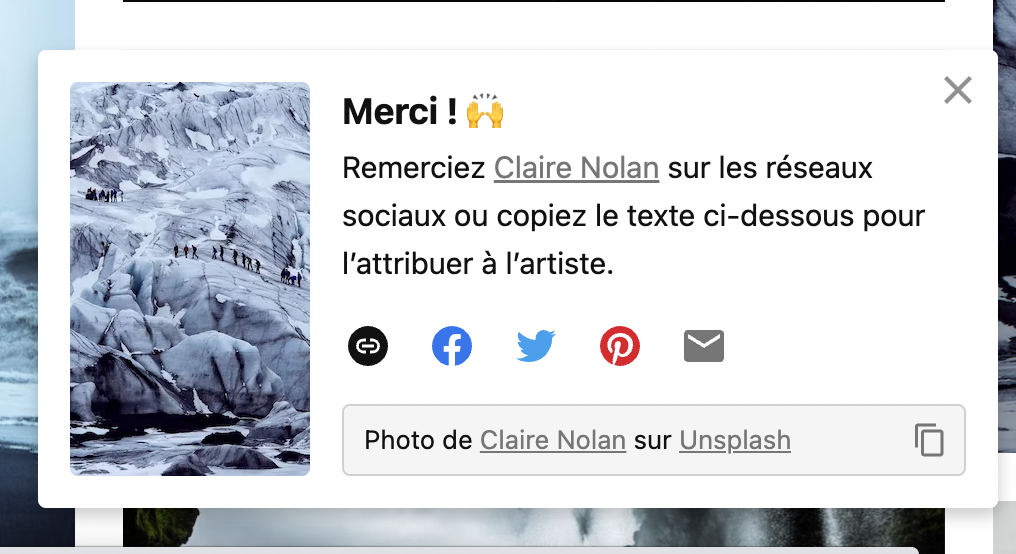 Merci ! 🙌
Remerciez Claire Nolan sur les réseaux
sociaux ou copiez le texte ci-dessous pour
l’attribuer à l’artiste.
Photo de Claire Nolan sur Unsplash